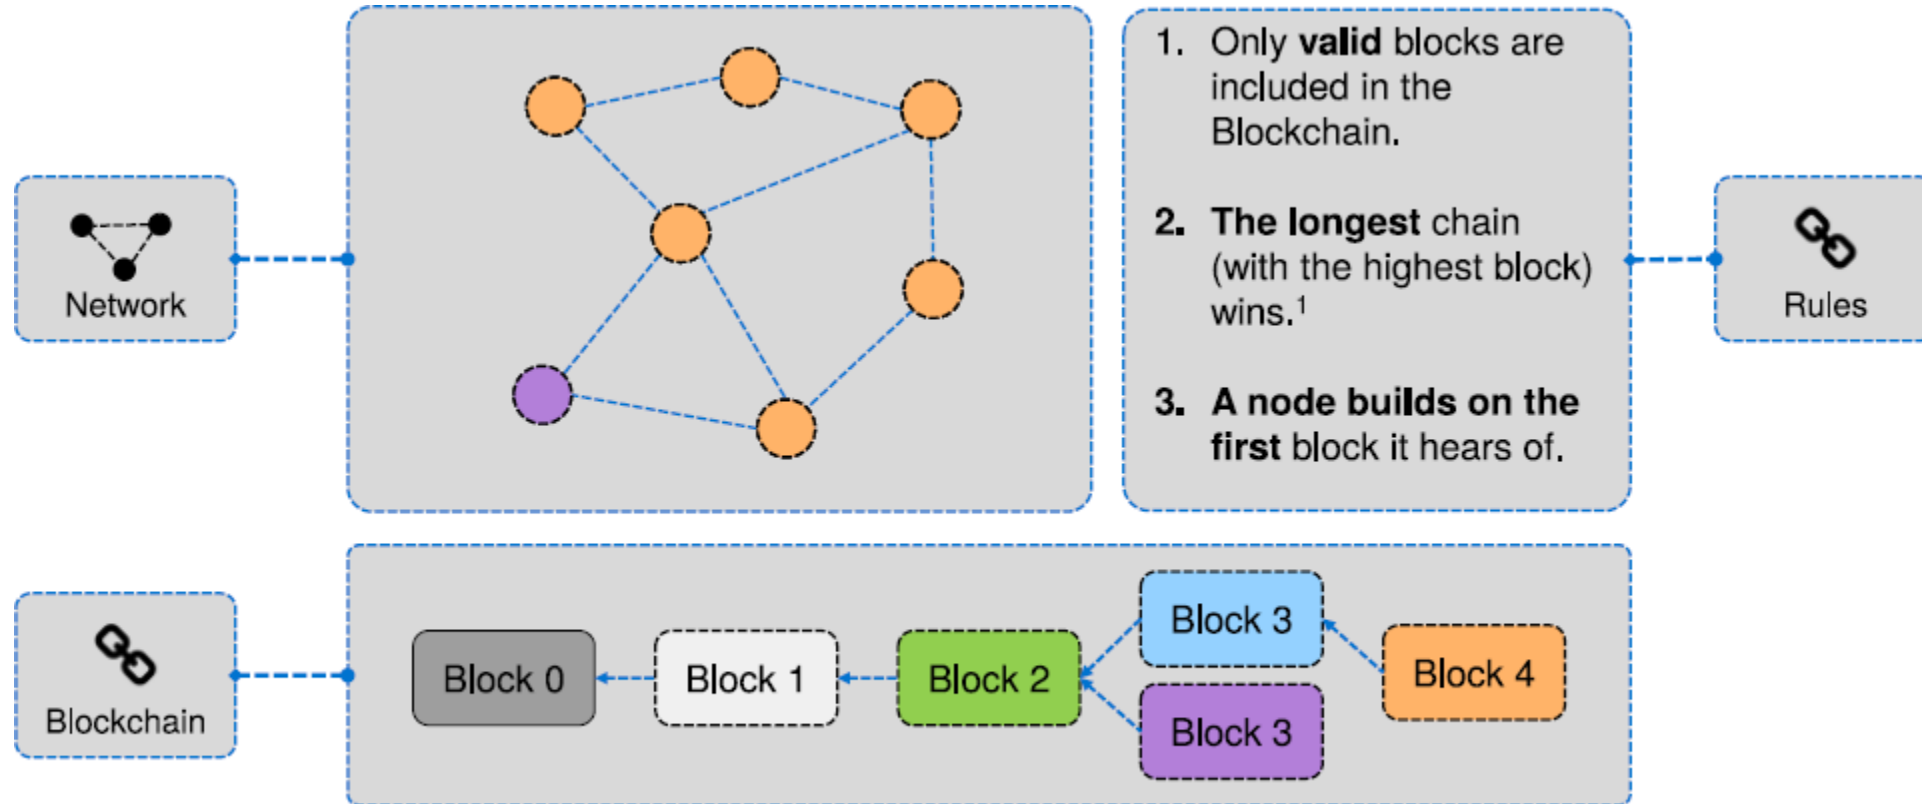 Network
1. Only valid blocks are
included in the
Blockchain.
2. The longest chain
(with the highest block)
wins.¹
3. A node builds on the
first block it hears of.
Rules
Blockchain
Block 0
Block 1
Block 2
Block 3
Block 3
Block 4